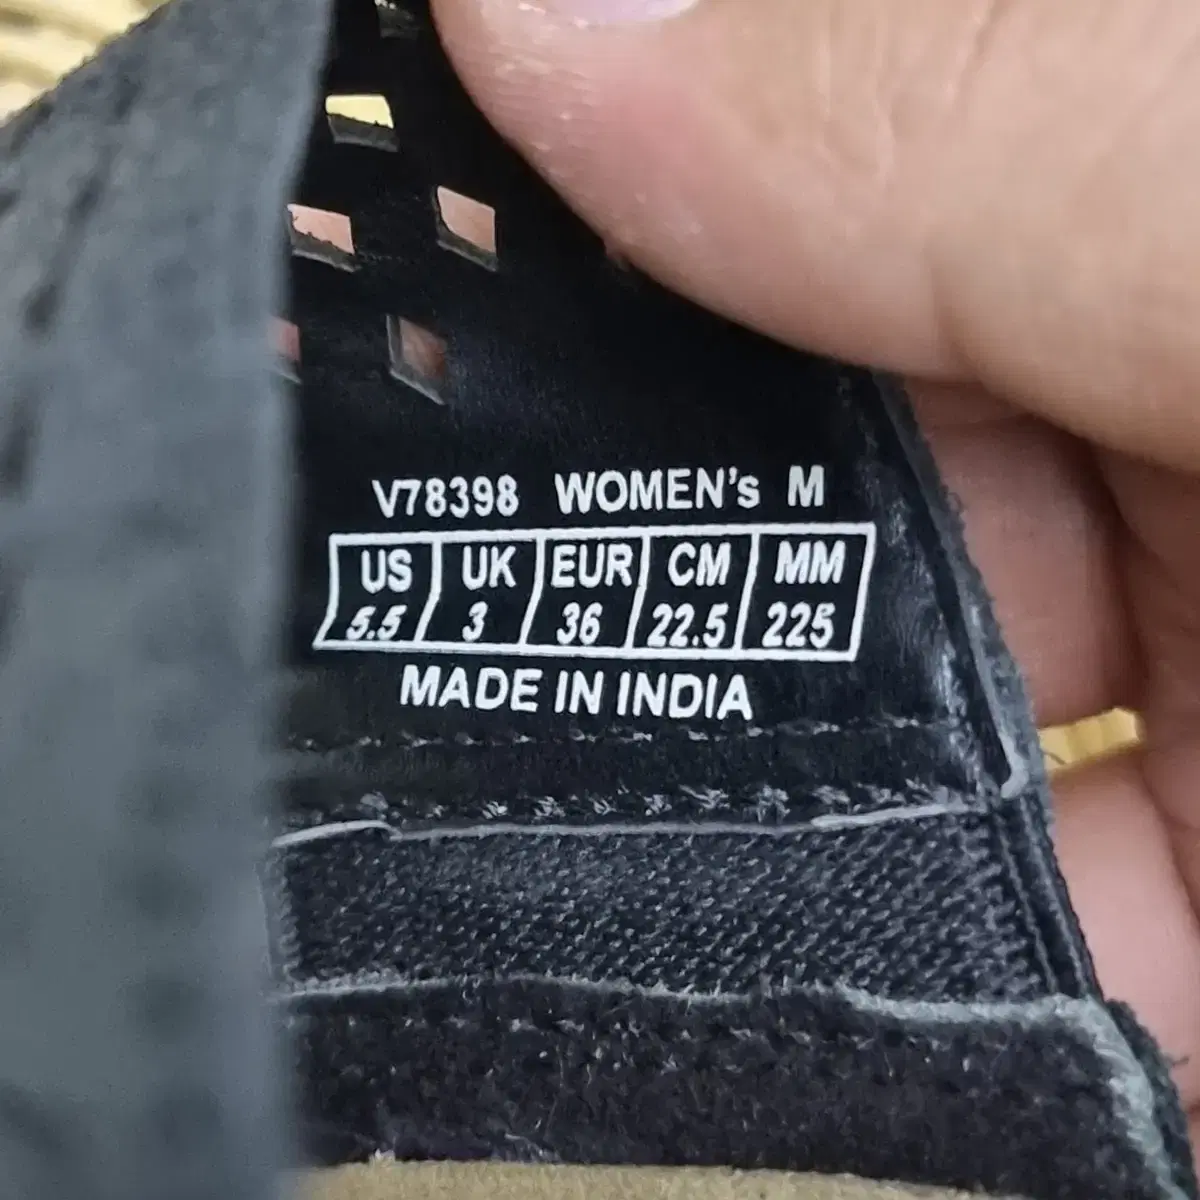 V78398 WOMEN's M
US UK EUR CM MM
5.5 3 36 22.5 225
MADE IN INDIA